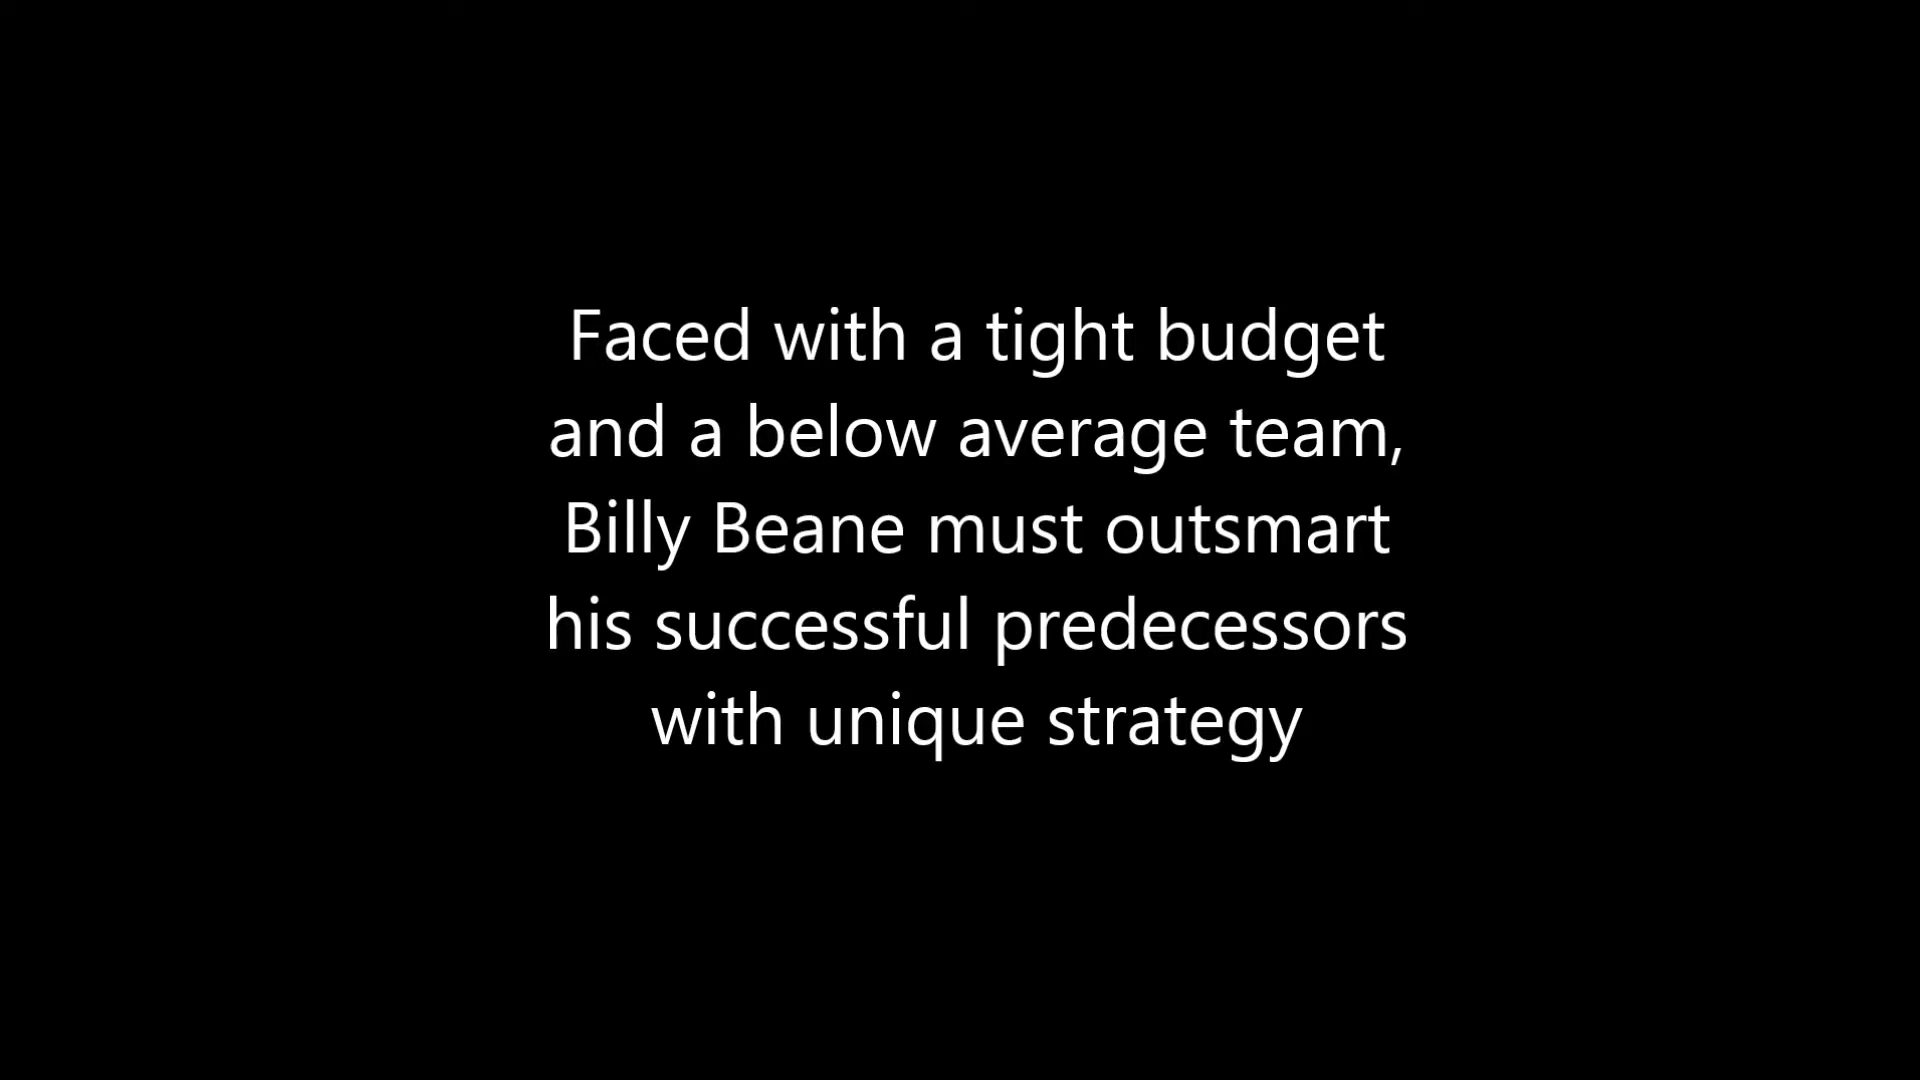 Faced with a tight budget
and a below average team,
Billy Beane must outsmart
his successful predecessors
with unique strategy